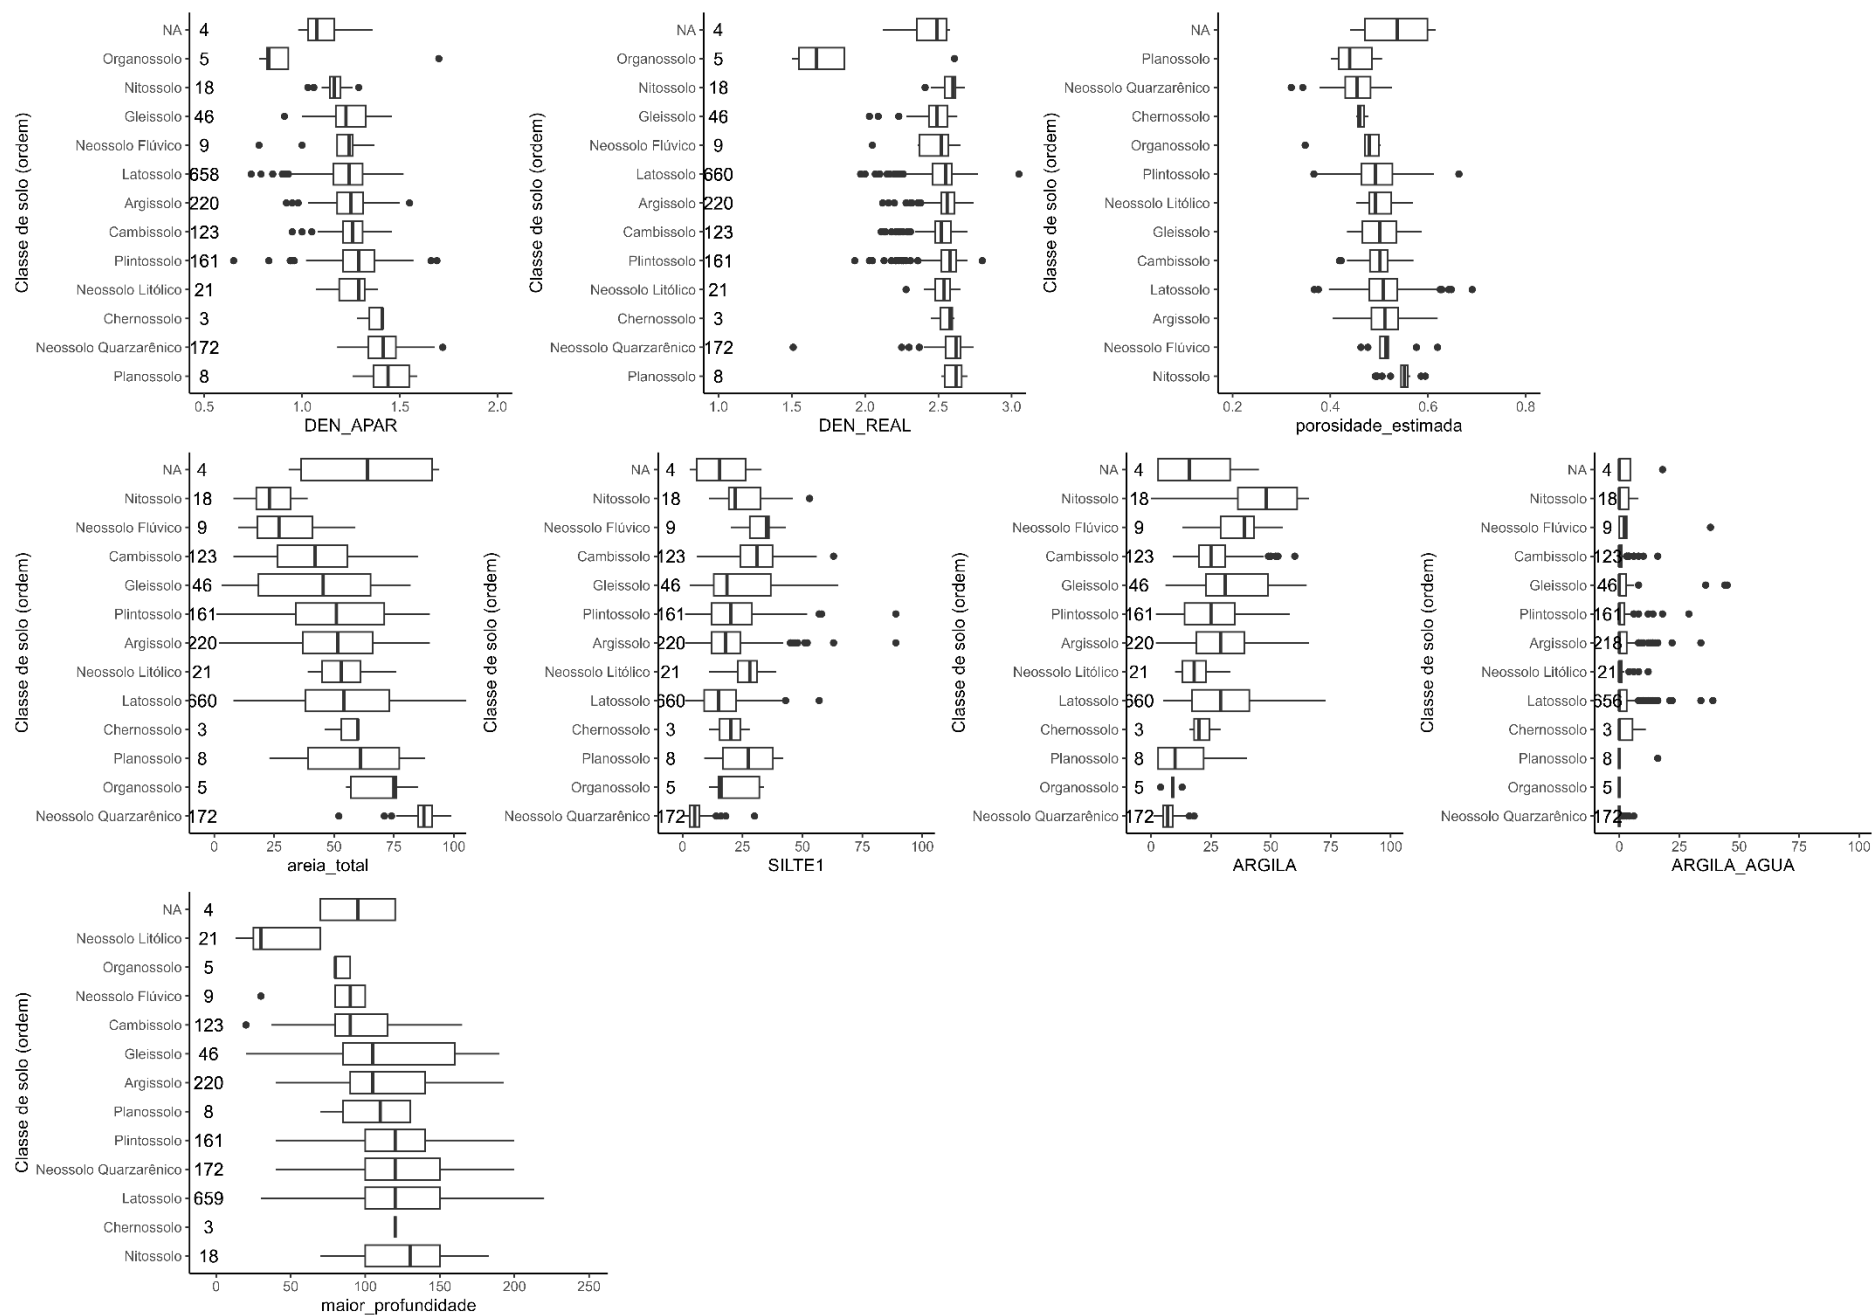 Classe de solo (ordem)
NA 4
Organossolo 5
Nitossolo 18
Gleissolo 46
Neossolo Flúvico 9
Latossolo 658
Argissolo 220
Cambissolo 123
Plintossolo 161
Neossolo Litólico 21
Chernossolo 3
Neossolo Quarzarênico 172
Planossolo 8
0.5 1.0 1.5 2.0
DEN_APAR
Classe de solo (ordem)
NA 4
Organossolo 5
Nitossolo 18
Gleissolo 46
Neossolo Flúvico 9
Latossolo 660
Argissolo 220
Cambissolo 123
Plintossolo 161
Neossolo Litólico 21
Chernossolo 3
Neossolo Quarzarênico 172
Planossolo 8
1.0 1.5 2.0 2.5 3.0
DEN_REAL
Classe de solo (ordem)
NA
Planossolo
Neossolo Quarzarênico
Chernossolo
Organossolo
Plintossolo
Neossolo Litólico
Gleissolo
Cambissolo
Latossolo
Argissolo
Neossolo Flúvico
Nitossolo
0.2 0.4 0.6 0.8
porosidade_estimada
Classe de solo (ordem)
NA 4
Nitossolo 18
Neossolo Flúvico 9
Cambissolo 123
Gleissolo 46
Plintossolo 161
Argissolo 220
Neossolo Litólico 21
Latossolo 660
Chernossolo 3
Planossolo 8
Organossolo 5
Neossolo Quarzarênico 172
0 25 50 75 100
areia_total
Classe de solo (ordem)
NA 4
Nitossolo 18
Neossolo Flúvico 9
Cambissolo 123
Gleissolo 46
Plintossolo 161
Argissolo 220
Neossolo Litólico 21
Latossolo 660
Chernossolo 3
Planossolo 8
Organossolo 5
Neossolo Quarzarênico 172
0 25 50 75 100
SILTE1
Classe de solo (ordem)
NA 4
Nitossolo 18
Neossolo Flúvico 9
Cambissolo 123
Gleissolo 46
Plintossolo 161
Argissolo 220
Neossolo Litólico 21
Latossolo 660
Chernossolo 3
Planossolo 8
Organossolo 5
Neossolo Quarzarênico 172
0 25 50 75 100
ARGILA
Classe de solo (ordem)
NA 4
Nitossolo 18
Neossolo Flúvico 9
Cambissolo 123
Gleissolo 46
Plintossolo 161
Argissolo 218
Neossolo Litólico 21
Latossolo 656
Chernossolo 3
Planossolo 8
Organossolo 5
Neossolo Quarzarênico 172
0 25 50 75 100
ARGILA_AGUA
Classe de solo (ordem)
NA 4
Neossolo Litólico 21
Organossolo 5
Neossolo Flúvico 9
Cambissolo 123
Gleissolo 46
Argissolo 220
Planossolo 8
Plintossolo 161
Neossolo Quarzarênico 172
Latossolo 659
Chernossolo 3
Nitossolo 18
0 50 100 150 200 250
maior_profundidade